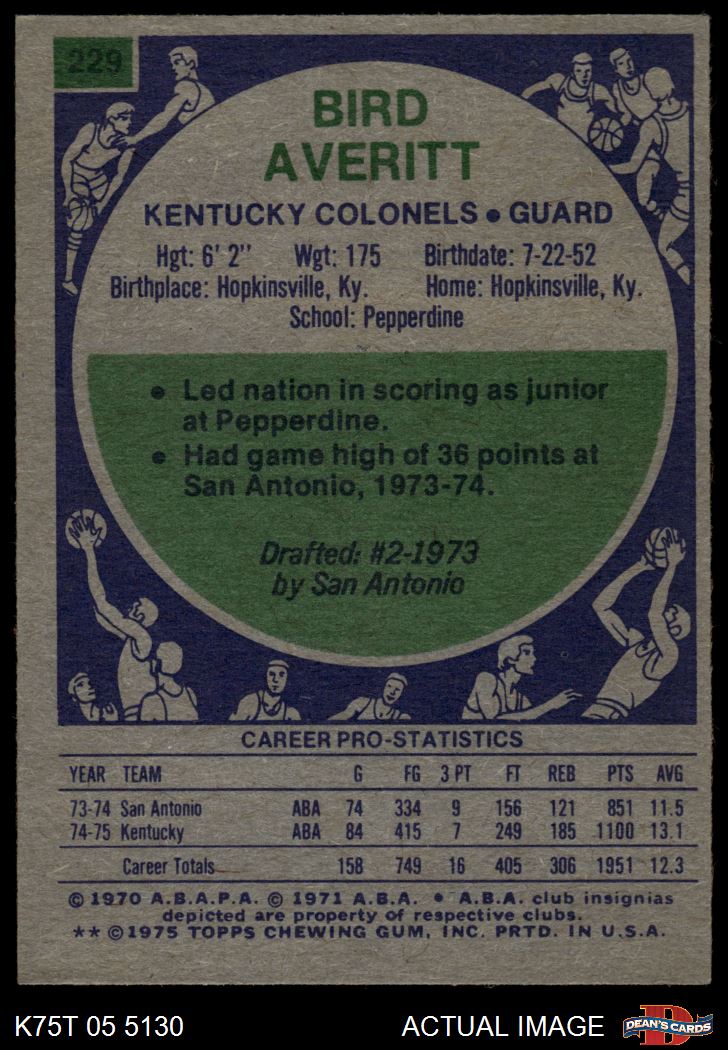 229
BIRD
AVERITT
KENTUCKY COLONELS • GUARD
Hgt: 6' 2" Wgt: 175 Birthdate: 7-22-52
Birthplace: Hopkinsville, Ky. Home: Hopkinsville, Ky.
School: Pepperdine
• Led nation in scoring as junior
at Pepperdine.
• Had game high of 36 points at
San Antonio, 1973-74.
Drafted: #2-1973
by San Antonio
CAREER PRO-STATISTICS
YEAR TEAM G FG 3 PT FT REB PTS AVG
73-74 San Antonio ABA 74 334 9 156 121 851 11.5
74-75 Kentucky ABA 84 415 7 249 185 1100 13.1
Career Totals 158 749 16 405 306 1951 12.3
© 1970 A.B.A.P.A. © 1971 A.B.A. • A.B.A. club insignias
depicted are property of respective clubs.
** © 1975 TOPPS CHEWING GUM, INC. PRTD. IN U.S.A.
K75T 05 5130 ACTUAL IMAGE D DEAN'S CARDS